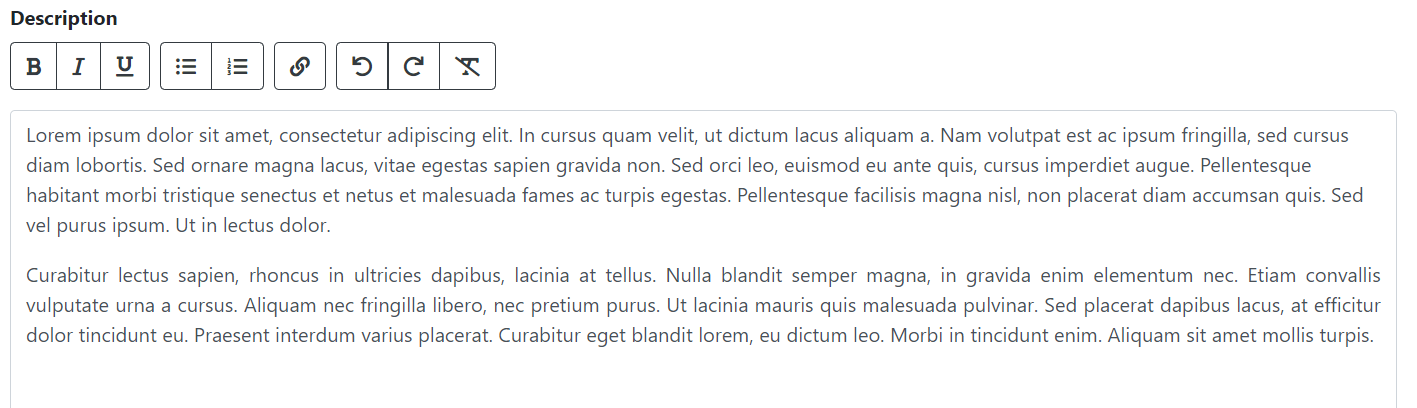 Description
B I U
Lorem ipsum dolor sit amet, consectetur adipiscing elit. In cursus quam velit, ut dictum lacus aliquam a. Nam volutpat est ac ipsum fringilla, sed cursus
diam lobortis. Sed ornare magna lacus, vitae egestas sapien gravida non. Sed orci leo, euismod eu ante quis, cursus imperdiet augue. Pellentesque
habitant morbi tristique senectus et netus et malesuada fames ac turpis egestas. Pellentesque facilisis magna nisl, non placerat diam accumsan quis. Sed
vel purus ipsum. Ut in lectus dolor.
Curabitur lectus sapien, rhoncus in ultricies dapibus, lacinia at tellus. Nulla blandit semper magna, in gravida enim elementum nec. Etiam convallis
vulputate urna a cursus. Aliquam nec fringilla libero, nec pretium purus. Ut lacinia mauris quis malesuada pulvinar. Sed placerat dapibus lacus, at efficitur
dolor tincidunt eu. Praesent interdum varius placerat. Curabitur eget blandit lorem, eu dictum leo. Morbi in tincidunt enim. Aliquam sit amet mollis turpis.